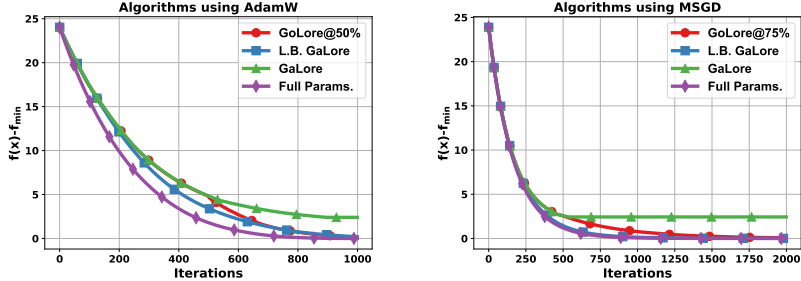 Algorithms using AdamW
f(x)-fmin
25
20
15
10
5
0
0 200 400 600 800 1000
Iterations
GoLore@50%
L.B. GaLore
GaLore
Full Params.
Algorithms using MSGD
f(x)-fmin
25
20
15
10
5
0
0 250 500 750 1000 1250 1500 1750 2000
Iterations
GoLore@75%
L.B. GaLore
GaLore
Full Params.